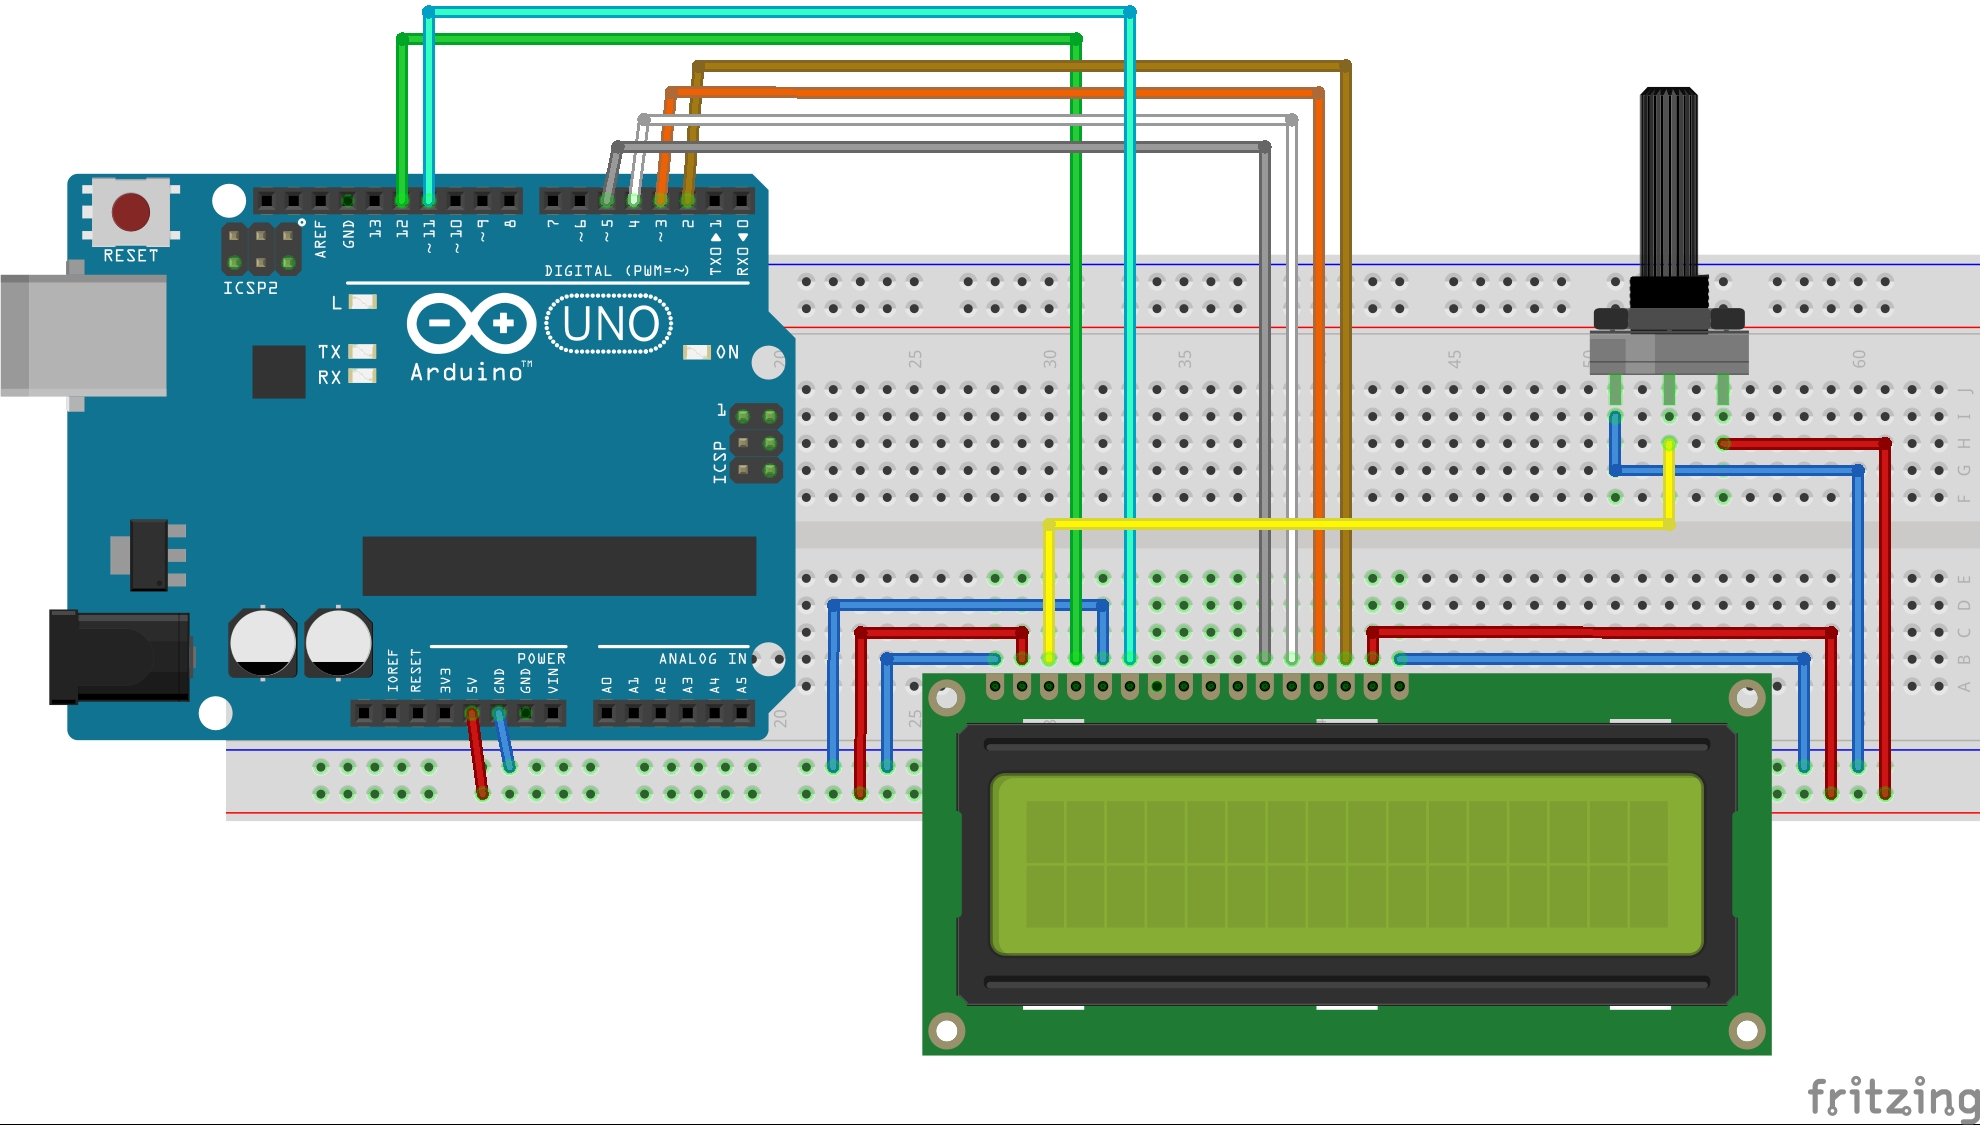 RESET
ICSP2
AREF
GND
13
12
~11
~10
~9
8
7
~6
~5
4
~3
2
TX0▶1
RX0◀0
DIGITAL (PWM=~)
L
TX
RX
Arduino™
UNO
ON
1
ICSP
IOREF
RESET
3V3
5V
GND
GND
VIN
POWER
A0
A1
A2
A3
A4
A5
ANALOG IN
20
25
30
35
45
50
60
J
I
H
G
F
E
D
C
B
A
20
25
fritzing